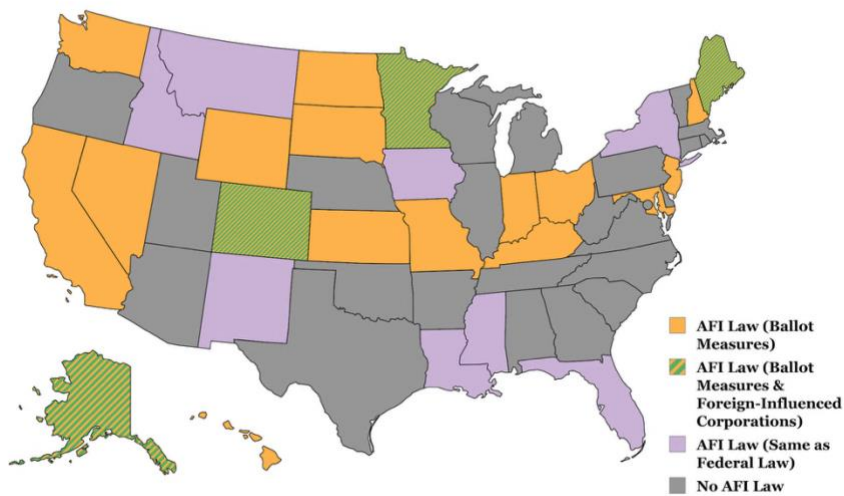 AFI Law (Ballot
Measures)
AFI Law (Ballot
Measures &
Foreign-Influenced
Corporations)
AFI Law (Same as
Federal Law)
No AFI Law